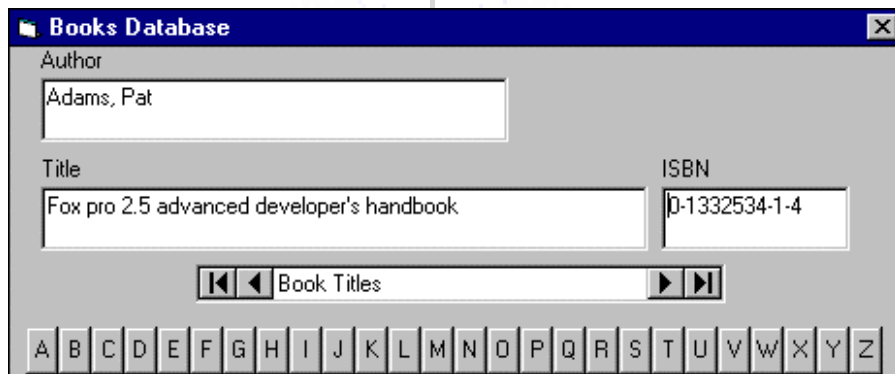 Books Database
Author
Adams, Pat
Title ISBN
Fox pro 2.5 advanced developer's handbook 0-1332534-1-4
Book Titles
A B C D E F G H I J K L M N O P Q R S T U V W X Y Z